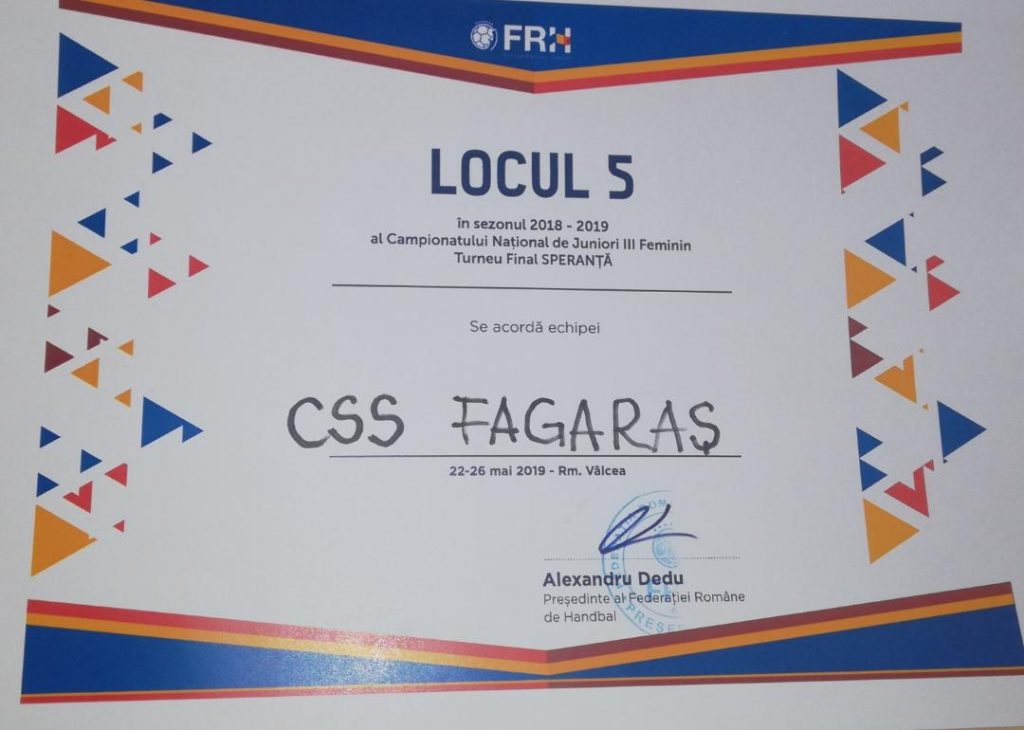 FRH
LOCUL 5
în sezonul 2018 - 2019
al Campionatului Național de Juniori III Feminin
Turneu Final SPERANȚĂ
Se acordă echipei
CSS FAGARAȘ
22-26 mai 2019 - Rm. Vâlcea
Alexandru Dedu
Președinte al Federației Române
de Handbal